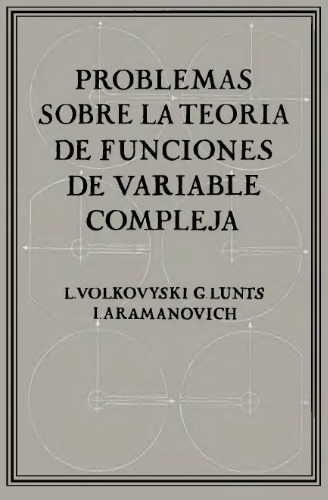 PROBLEMAS
SOBRE LA TEORIA
DE FUNCIONES
DE VARIABLE
COMPLEJA
L.VOLKOVYSKI G.LUNTS
I.ARAMANOVICH